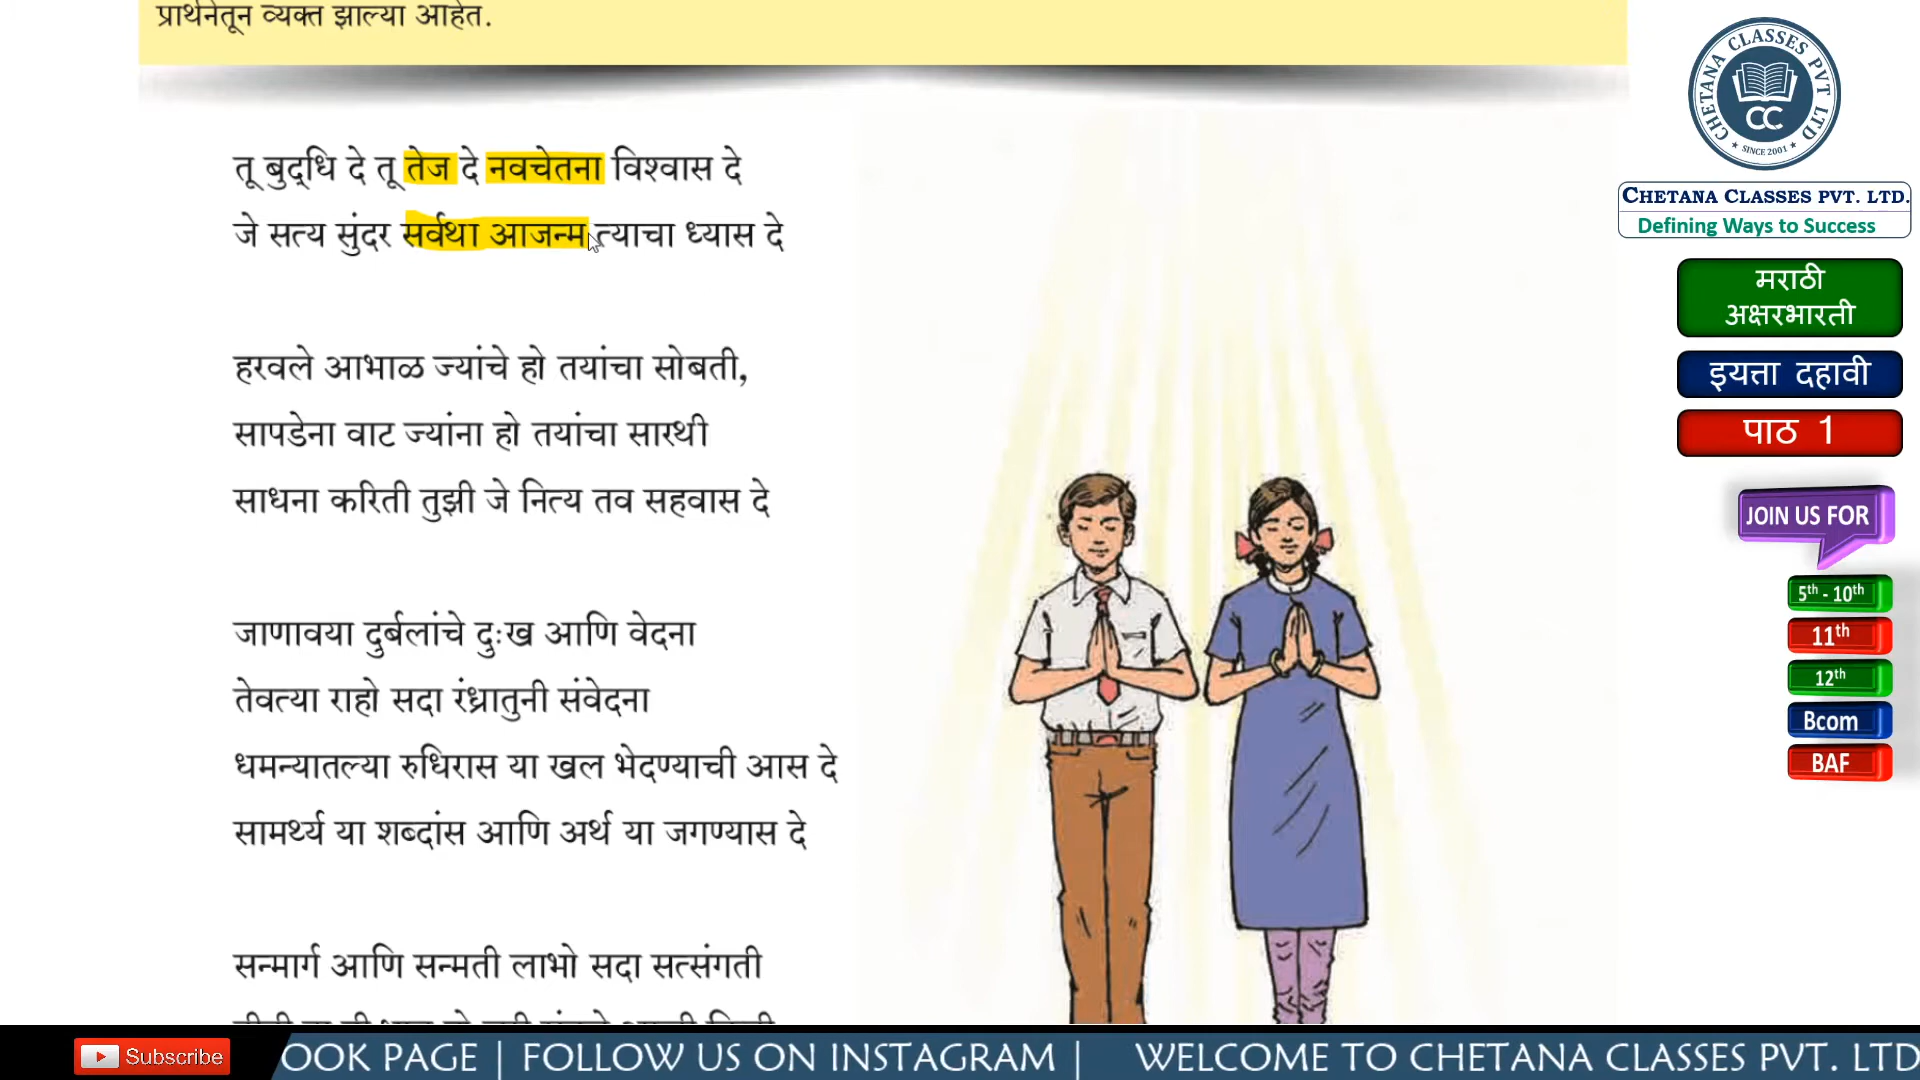 प्रार्थनेतून व्यक्त झाल्या आहेत.
तू बुद्‌धि दे तू तेज दे नवचेतना विश्वास दे
जे सत्य सुंदर सर्वथा आजन्म त्याचा ध्यास दे
हरवले आभाळ ज्यांचे हो तयांचा सोबती,
सापडेना वाट ज्यांना हो तयांचा सारथी
साधना करिती तुझी जे नित्य तव सहवास दे
जाणावया दुर्बलांचे दुःख आणि वेदना
तेवत्या राहो सदा रंध्रातुनी संवेदना
धमन्यातल्या रुधिरास या खल भेदण्याची आस दे
सामर्थ्य या शब्दांस आणि अर्थ या जगण्यास दे
सन्मार्ग आणि सन्मती लाभो सदा सत्संगती
CHETANA CLASSES PVT LTD
CC
SINCE 2001
CHETANA CLASSES PVT. LTD.
Defining Ways to Success
मराठी
अक्षरभारती
इयत्ता दहावी
पाठ 1
JOIN US FOR
5th - 10th
11th
12th
Bcom
BAF
Subscribe
OOK PAGE | FOLLOW US ON INSTAGRAM | WELCOME TO CHETANA CLASSES PVT. LTD